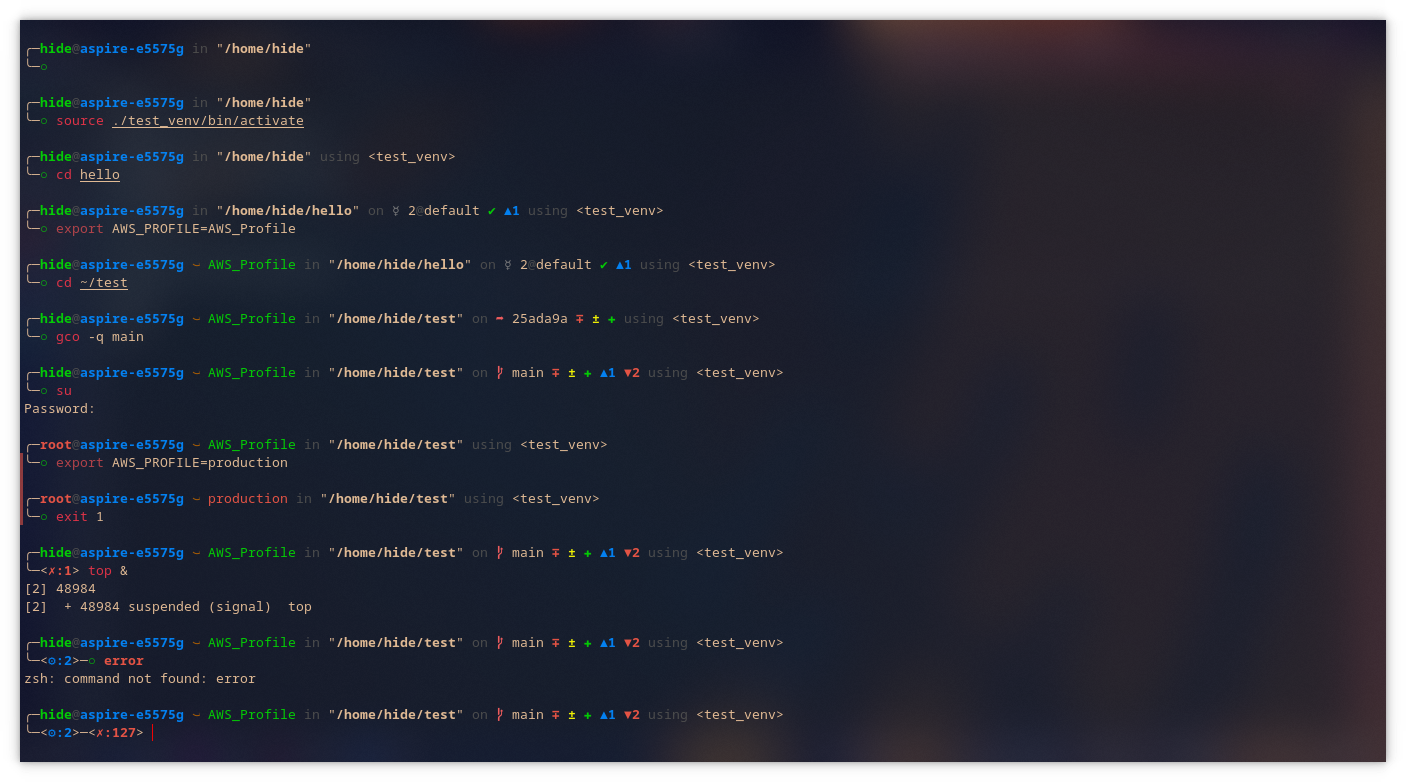 ╭─hide@aspire-e5575g in "/home/hide"
╰─○
╭─hide@aspire-e5575g in "/home/hide"
╰─○ source ./test_venv/bin/activate
╭─hide@aspire-e5575g in "/home/hide" using <test_venv>
╰─○ cd hello
╭─hide@aspire-e5575g in "/home/hide/hello" on ☿ 2@default ✔ ▲1 using <test_venv>
╰─○ export AWS_PROFILE=AWS_Profile
╭─hide@aspire-e5575g ⌣ AWS_Profile in "/home/hide/hello" on ☿ 2@default ✔ ▲1 using <test_venv>
╰─○ cd ~/test
╭─hide@aspire-e5575g ⌣ AWS_Profile in "/home/hide/test" on ➦ 25ada9a ∓ ± + using <test_venv>
╰─○ gco -q main
╭─hide@aspire-e5575g ⌣ AWS_Profile in "/home/hide/test" on ᚶ main ∓ ± + ▲1 ▼2 using <test_venv>
╰─○ su
Password:
╭─root@aspire-e5575g ⌣ AWS_Profile in "/home/hide/test" using <test_venv>
╰─○ export AWS_PROFILE=production
╭─root@aspire-e5575g ⌣ production in "/home/hide/test" using <test_venv>
╰─○ exit 1
╭─hide@aspire-e5575g ⌣ AWS_Profile in "/home/hide/test" on ᚶ main ∓ ± + ▲1 ▼2 using <test_venv>
╰─<✗:1> top &
[2] 48984
[2]  + 48984 suspended (signal)  top
╭─hide@aspire-e5575g ⌣ AWS_Profile in "/home/hide/test" on ᚶ main ∓ ± + ▲1 ▼2 using <test_venv>
╰─<⚙:2>─○ error
zsh: command not found: error
╭─hide@aspire-e5575g ⌣ AWS_Profile in "/home/hide/test" on ᚶ main ∓ ± + ▲1 ▼2 using <test_venv>
╰─<⚙:2>─<✗:127>